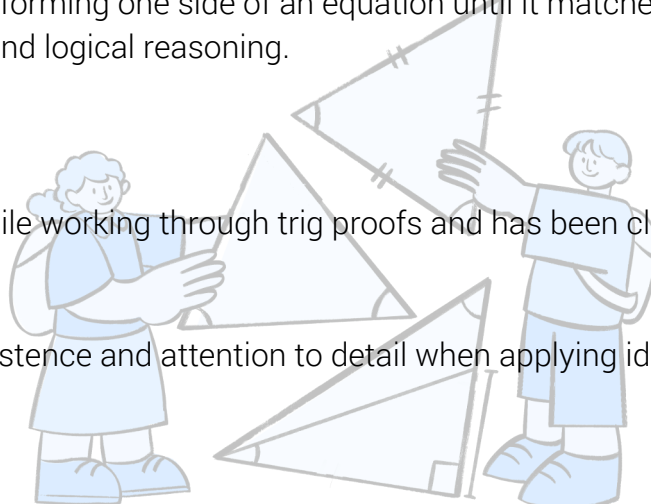 forming one side of an equation until it matche
nd logical reasoning.
ile working through trig proofs and has been cl
stence and attention to detail when applying id